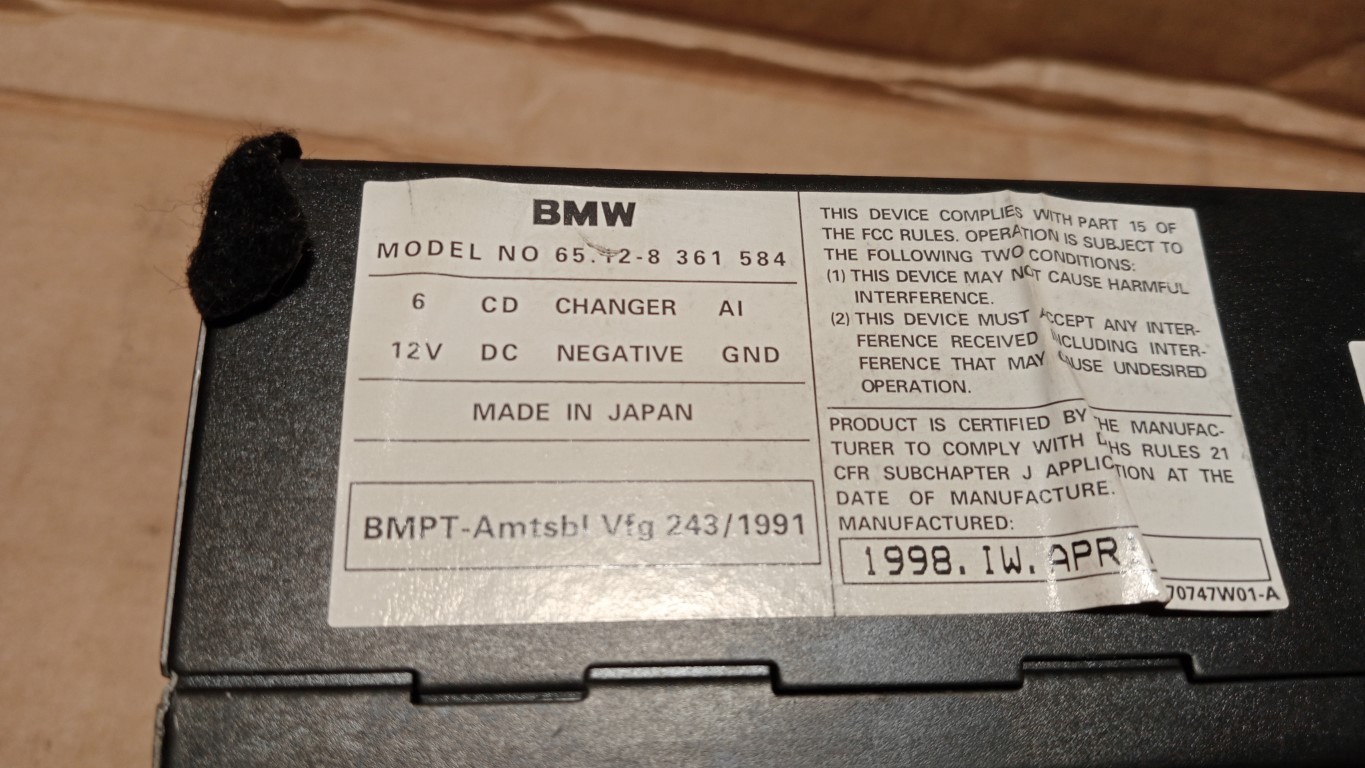 BMW
MODEL NO 65.12-8 361 584
6 CD CHANGER AI
12V DC NEGATIVE GND
MADE IN JAPAN
BMPT-Amtsbl Vfg 243/1991
THIS DEVICE COMPLIES WITH PART 15 OF
THE FCC RULES. OPERATION IS SUBJECT TO
THE FOLLOWING TWO CONDITIONS:
(1) THIS DEVICE MAY NOT CAUSE HARMFUL
INTERFERENCE.
(2) THIS DEVICE MUST ACCEPT ANY INTER-
FERENCE RECEIVED INCLUDING INTER-
FERENCE THAT MAY CAUSE UNDESIRED
OPERATION.
PRODUCT IS CERTIFIED BY THE MANUFAC-
TURER TO COMPLY WITH DHHS RULES 21
CFR SUBCHAPTER J APPLICTION AT THE
DATE OF MANUFACTURE.
MANUFACTURED:
1998. IW. APR
70747W01-A